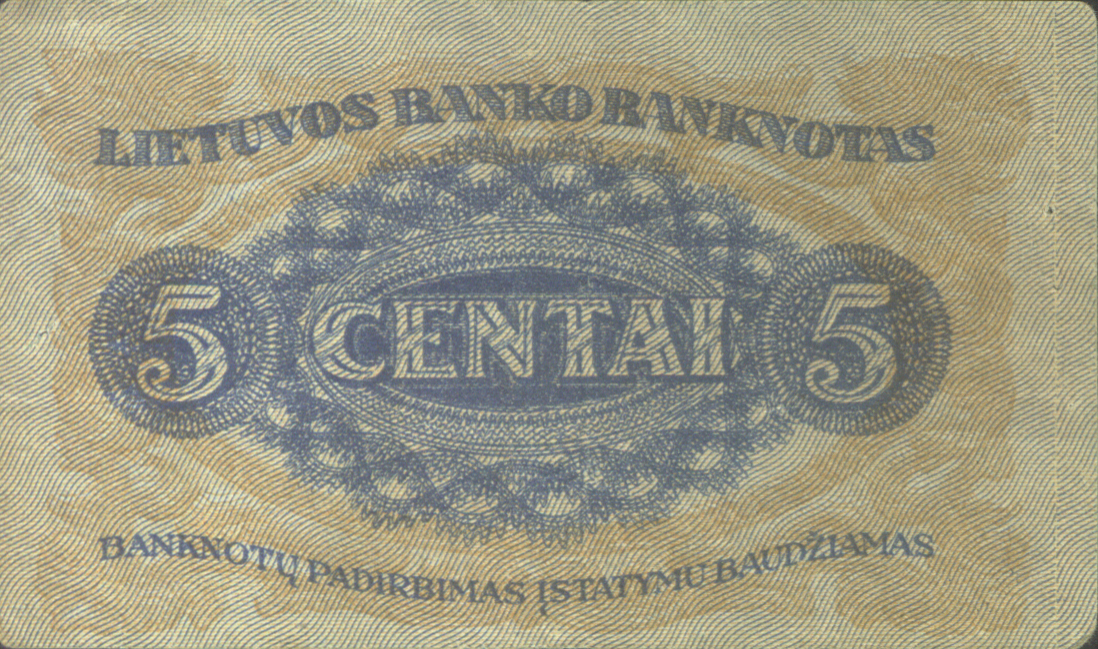 LIETUVOS BANKO BANKNOTAS
5 CENTAI 5
BANKNOTŲ PADIRBIMAS ĮSTATYMU BAUDŽIAMAS